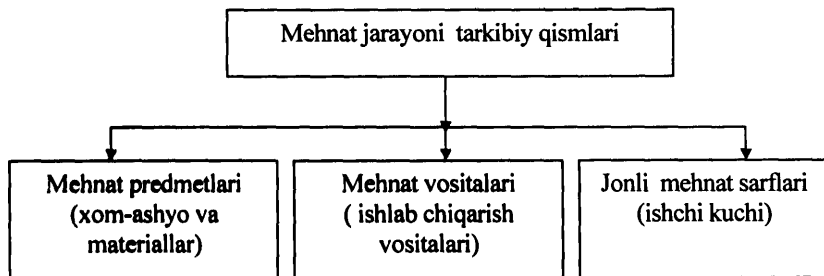 Mehnat jarayoni tarkibiy qismlari
Mehnat predmetlari
(xom-ashyo va
materiallar)
Mehnat vositalari
( ishlab chiqarish
vositalari)
Jonli mehnat sarflari
(ishchi kuchi)